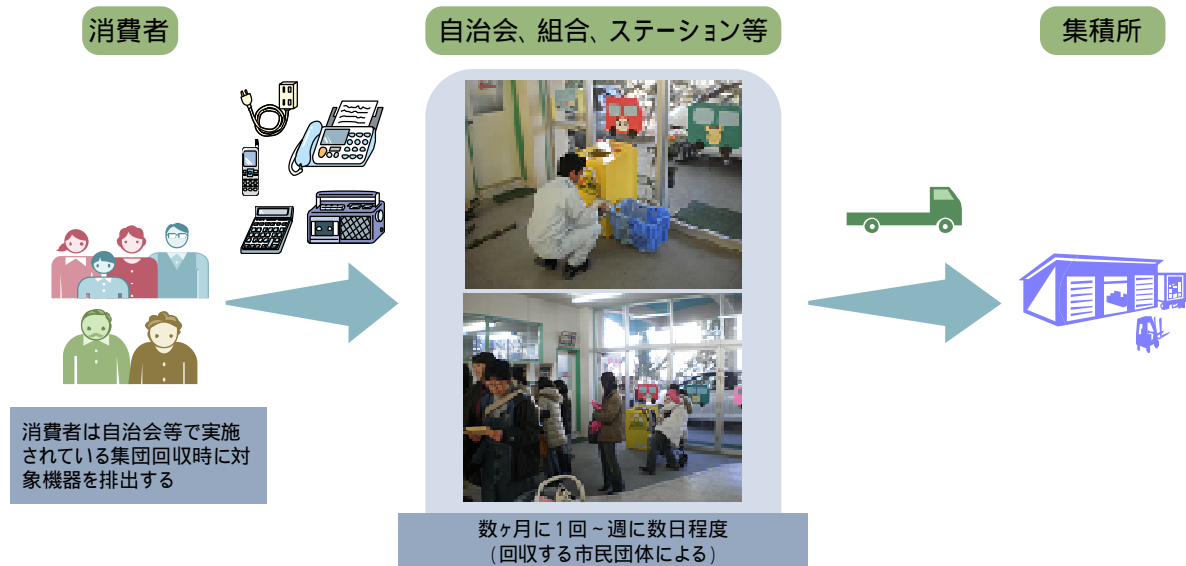 消費者
自治会、組合、ステーション等
集積所
消費者は自治会等で実施
されている集団回収時に対
象機器を排出する
数ヶ月に1回~週に数日程度
(回収する市民団体による)